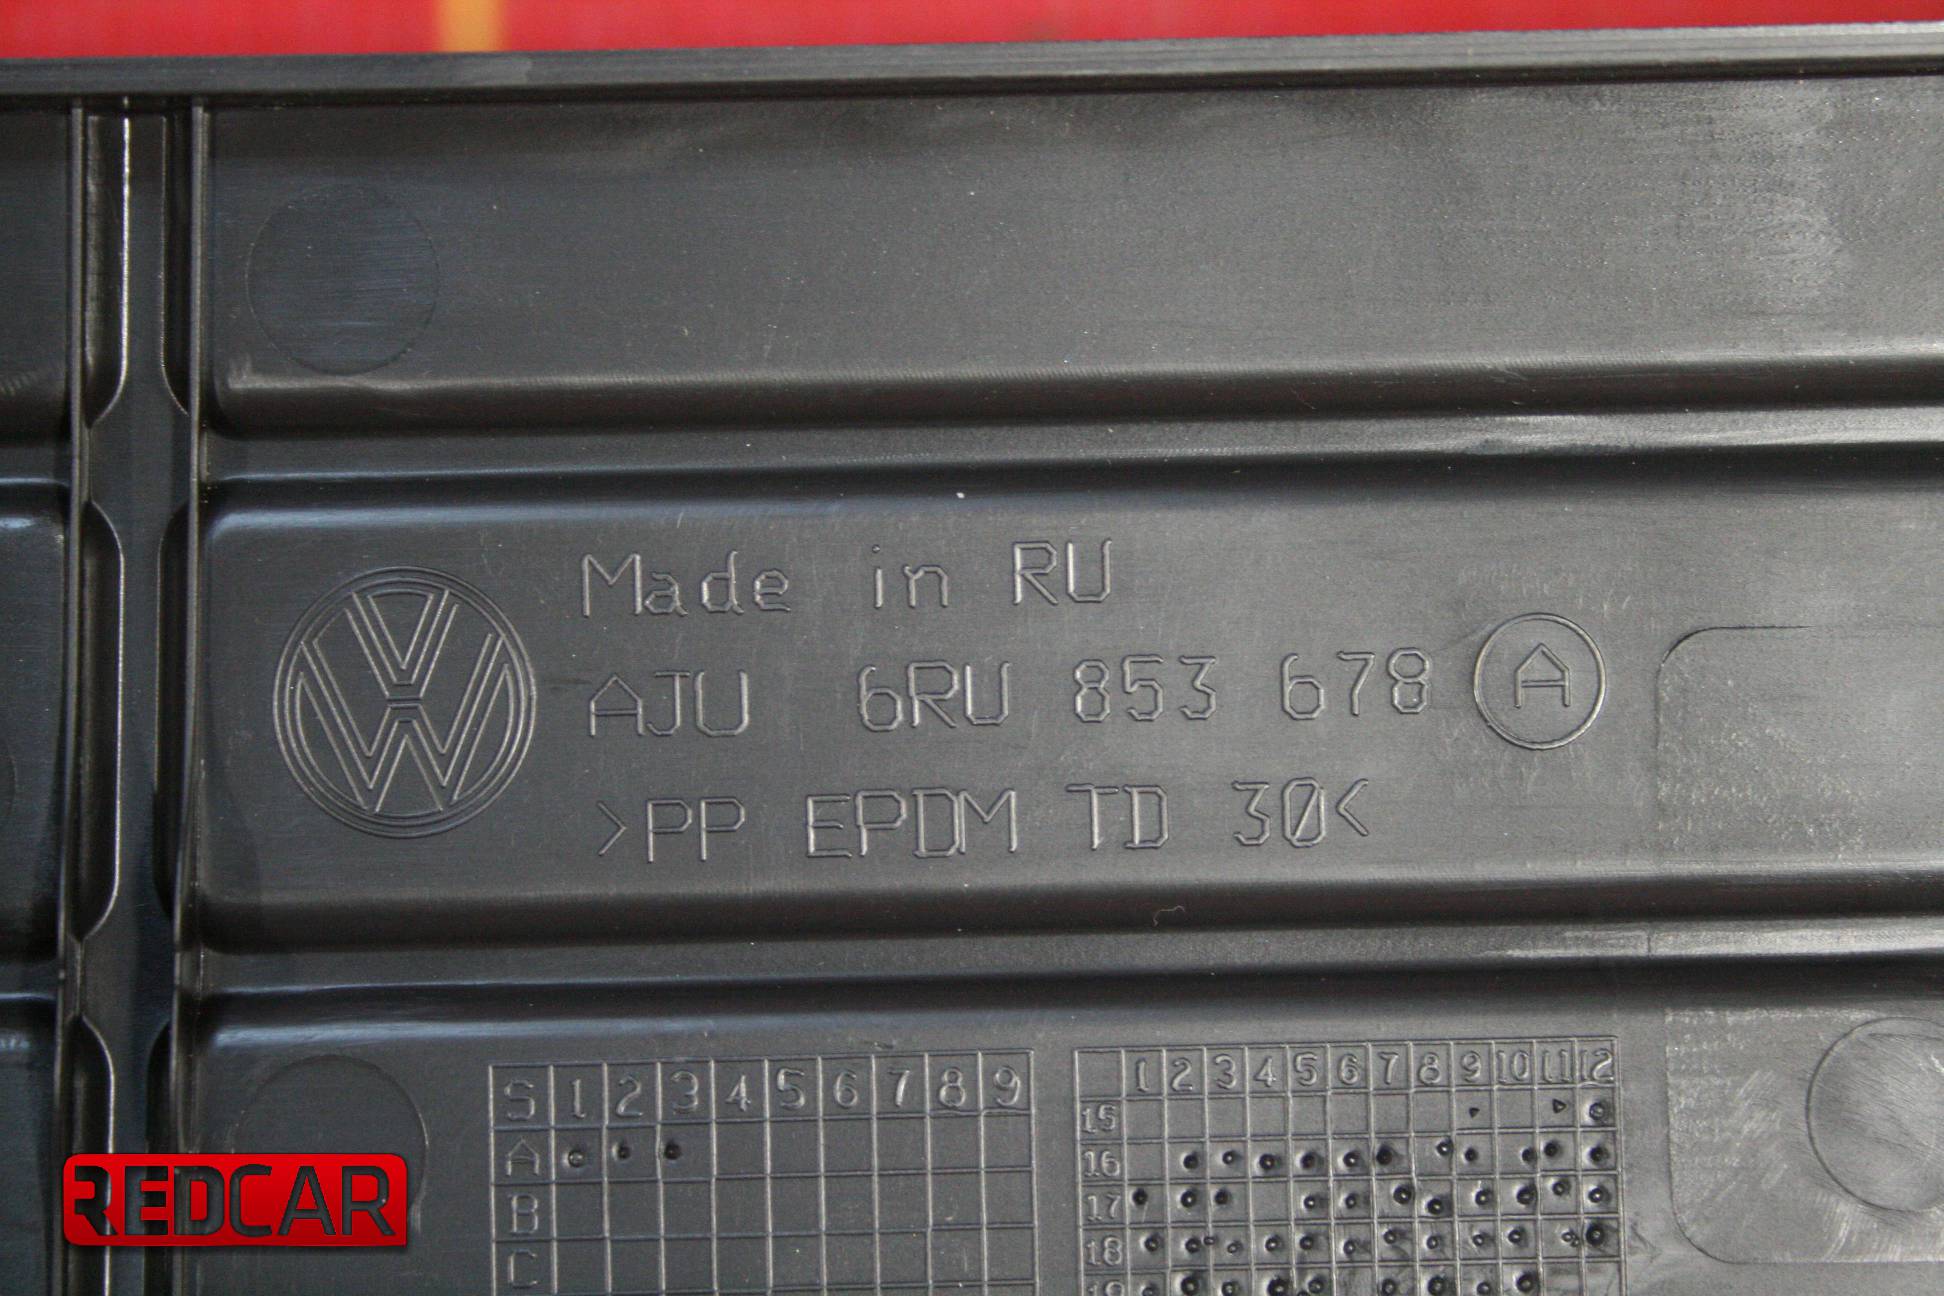 Made in RU
AJU 6RU 853 678 A
>PP EPDM TD 30<
S 1 2 3 4 5 6 7 8 9
A
B
C
1 2 3 4 5 6 7 8 9 10 11 12
15
16
17
18
19
REDCAR